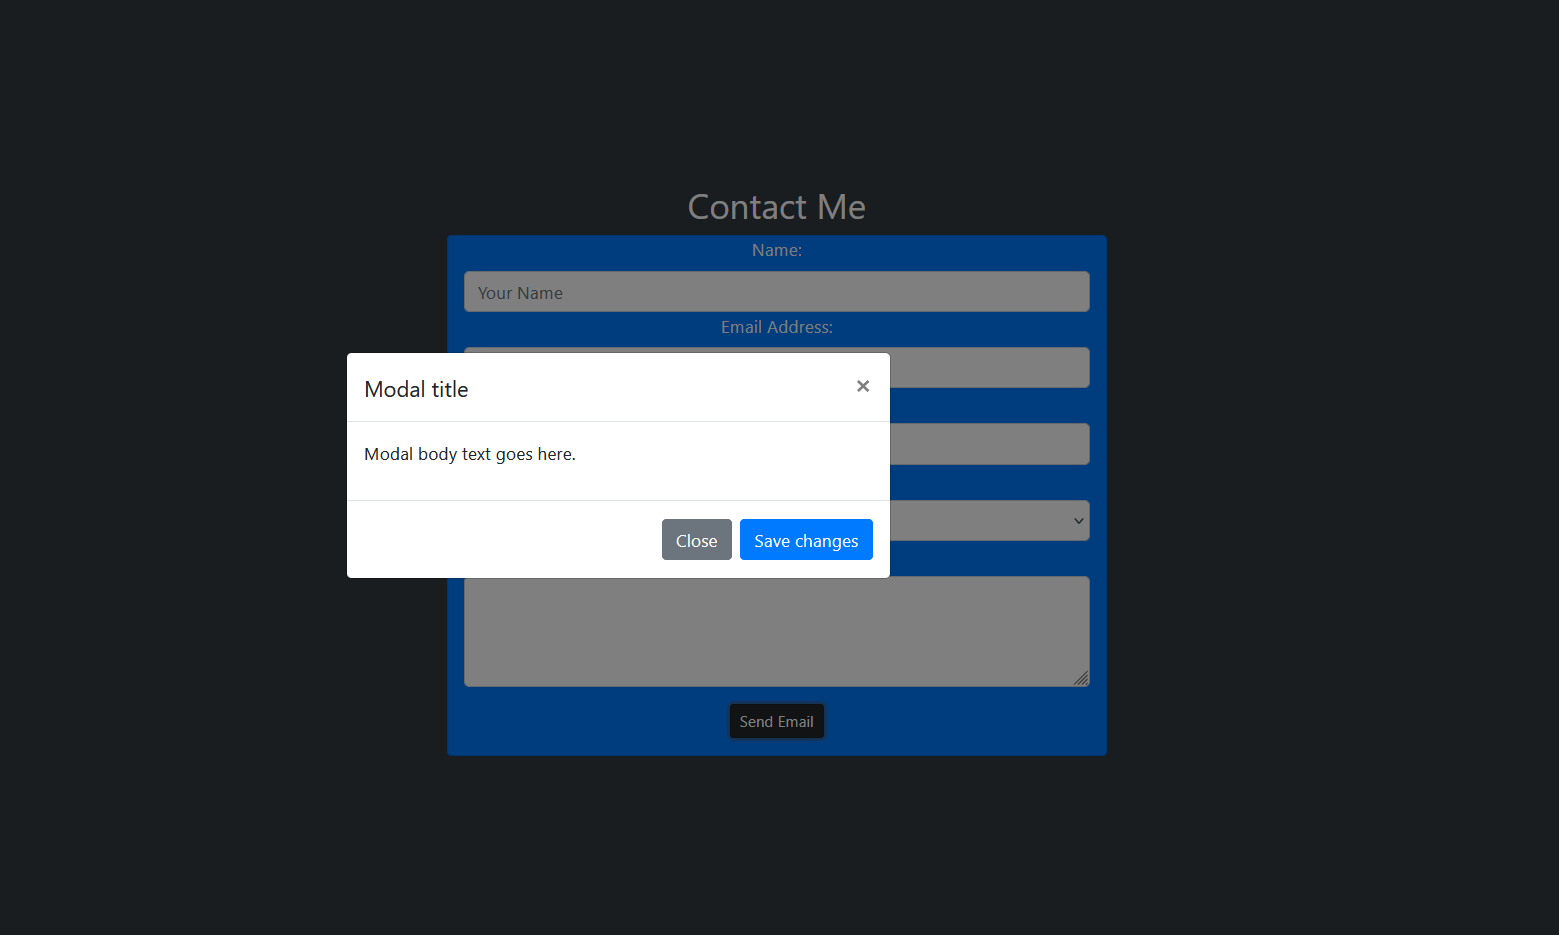 Contact Me
Name:
Your Name
Email Address:
Modal title
×
Modal body text goes here.
Close Save changes
Send Email